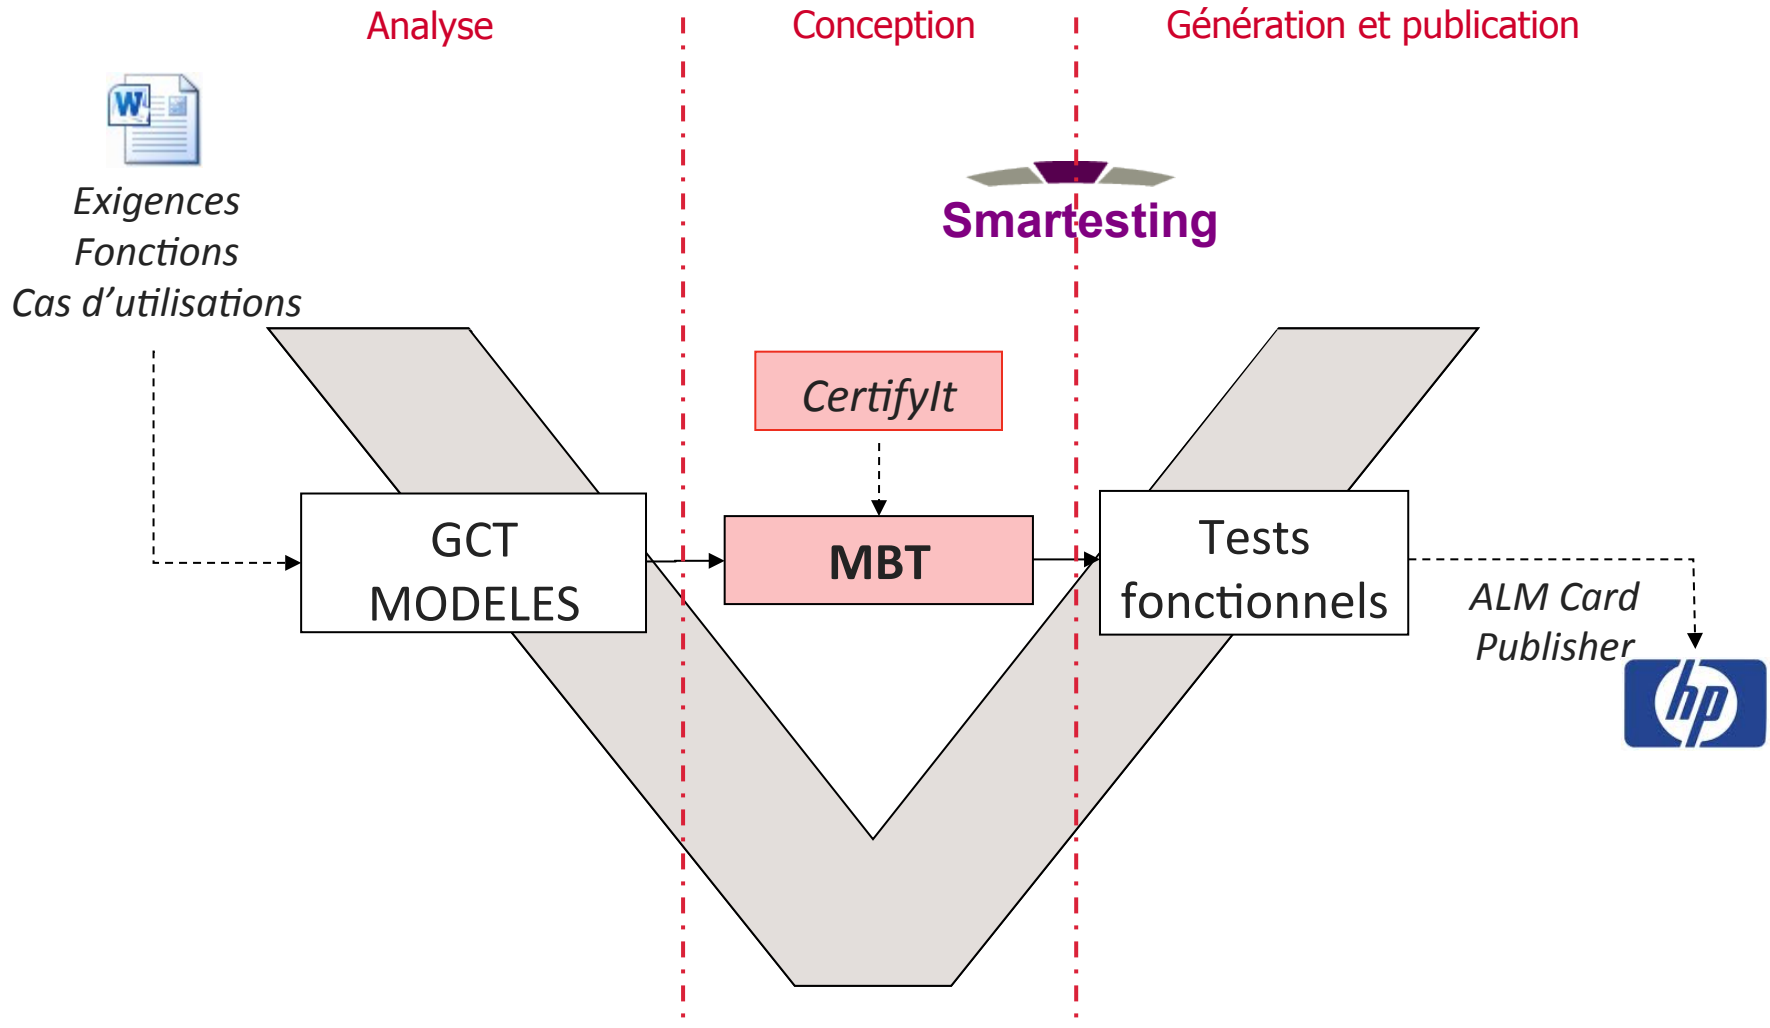 Analyse
Conception
Génération et publication
W
Exigences
Fonctions
Cas d'utilisations
Smartesting
CertifyIt
GCT
MODELES
MBT
Tests
fonctionnels
ALM Card
Publisher
hp